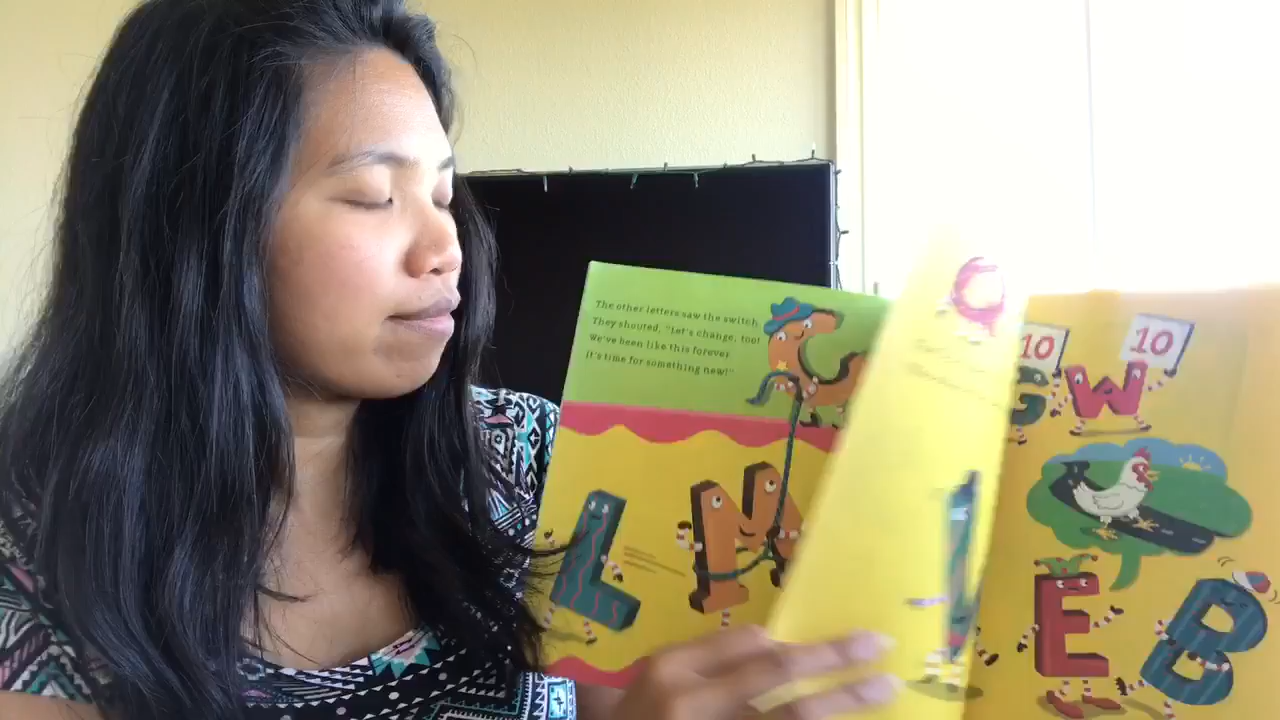 The other letters saw the switch.
They shouted, "Let's change, too!
We've been like this forever.
It's time for something new!"
C
L
M
Q
10
10
G
W
E
B